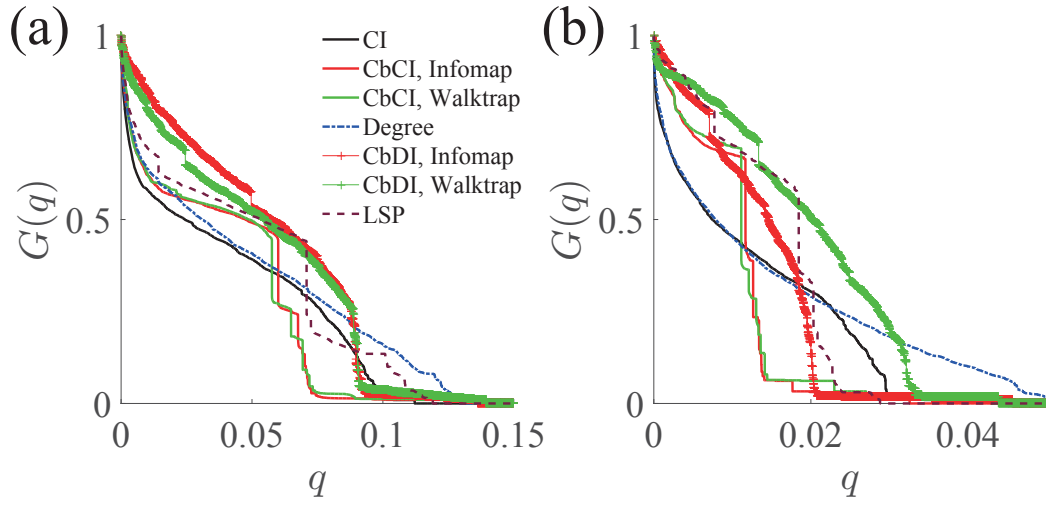 (a)
1
0.5
0
G(q)
0
0.05
0.1
0.15
q
CI
CbCI, Infomap
CbCI, Walktrap
Degree
CbDI, Infomap
CbDI, Walktrap
LSP
(b)
1
0.5
0
G(q)
0
0.02
0.04
q